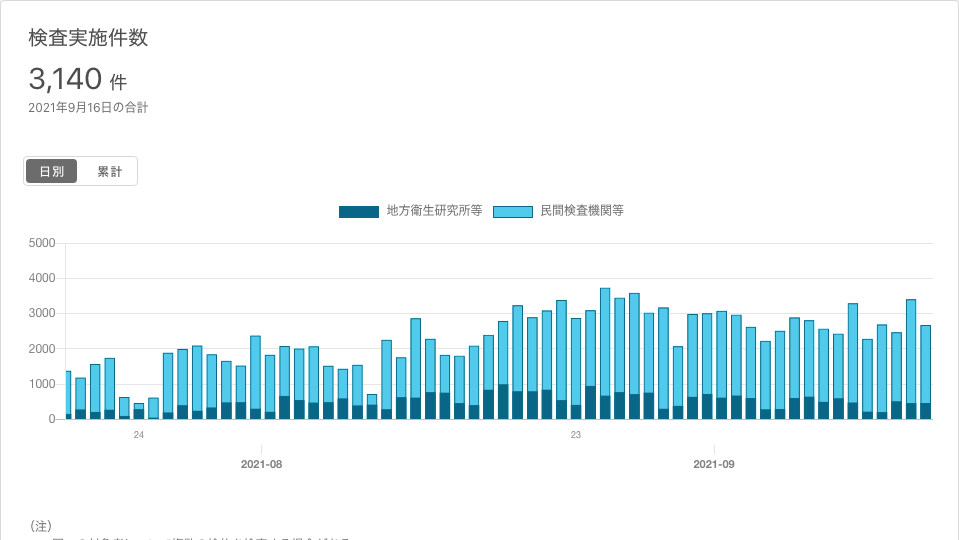 検査実施件数
3,140 件
2021年9月16日の合計
日別 累計
地方衛生研究所等 民間検査機関等
5000
4000
3000
2000
1000
0
24 23
2021-08 2021-09
（注）